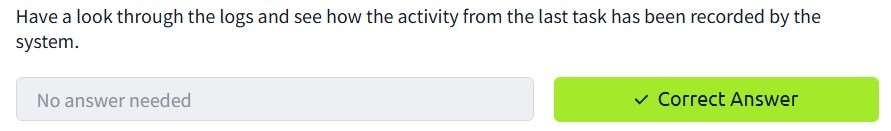 Have a look through the logs and see how the activity from the last task has been recorded by the
system.
No answer needed
✓ Correct Answer